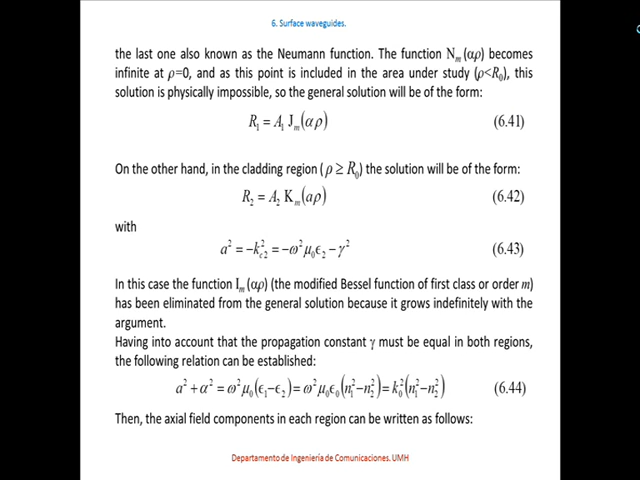 6. Surface waveguides.
the last one also known as the Neumann function. The function Nₘ(αρ) becomes
infinite at ρ=0, and as this point is included in the area under study (ρ<R₀), this
solution is physically impossible, so the general solution will be of the form:
R₁ = A₁ Jₘ(αρ) (6.41)
On the other hand, in the cladding region (ρ ≥ R₀) the solution will be of the form:
R₂ = A₂ Kₘ(aρ) (6.42)
with
a² = −k²c2 = −ω²μ₀ϵ₂ − γ² (6.43)
In this case the function Iₘ(αρ) (the modified Bessel function of first class or order m)
has been eliminated from the general solution because it grows indefinitely with the
argument.
Having into account that the propagation constant γ must be equal in both regions,
the following relation can be established:
a² + α² = ω²μ₀(ϵ₁−ϵ₂) = ω²μ₀ϵ₀(n₁²−n₂²) = k₀²(n₁²−n₂²) (6.44)
Then, the axial field components in each region can be written as follows:
Departamento de Ingeniería de Comunicaciones. UMH